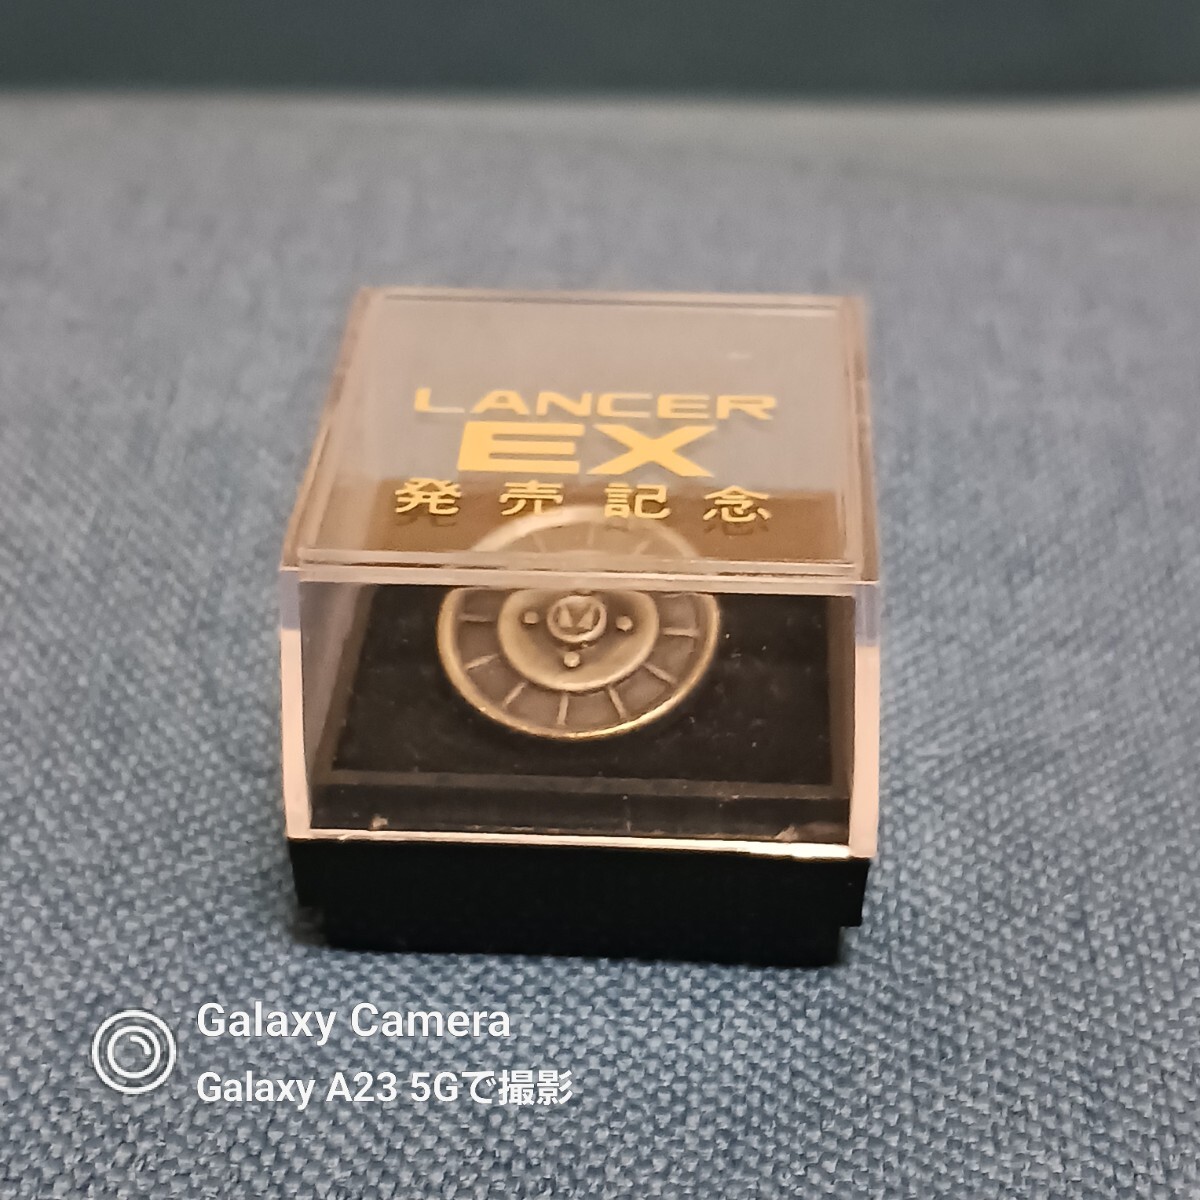 LANCER
EX
発売記念
M
Galaxy Camera
Galaxy A23 5Gで撮影